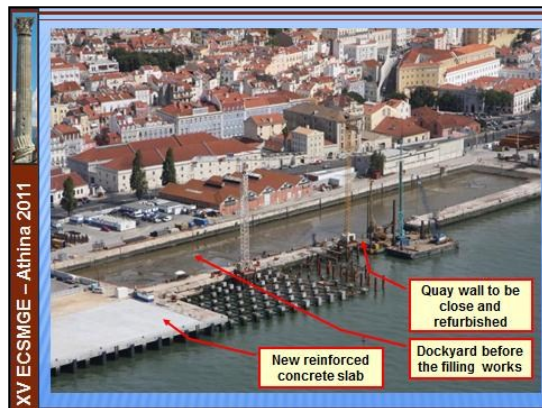 XV ECSMGE – Athina 2011
Quay wall to be
close and
refurbished
Dockyard before
the filling works
New reinforced
concrete slab